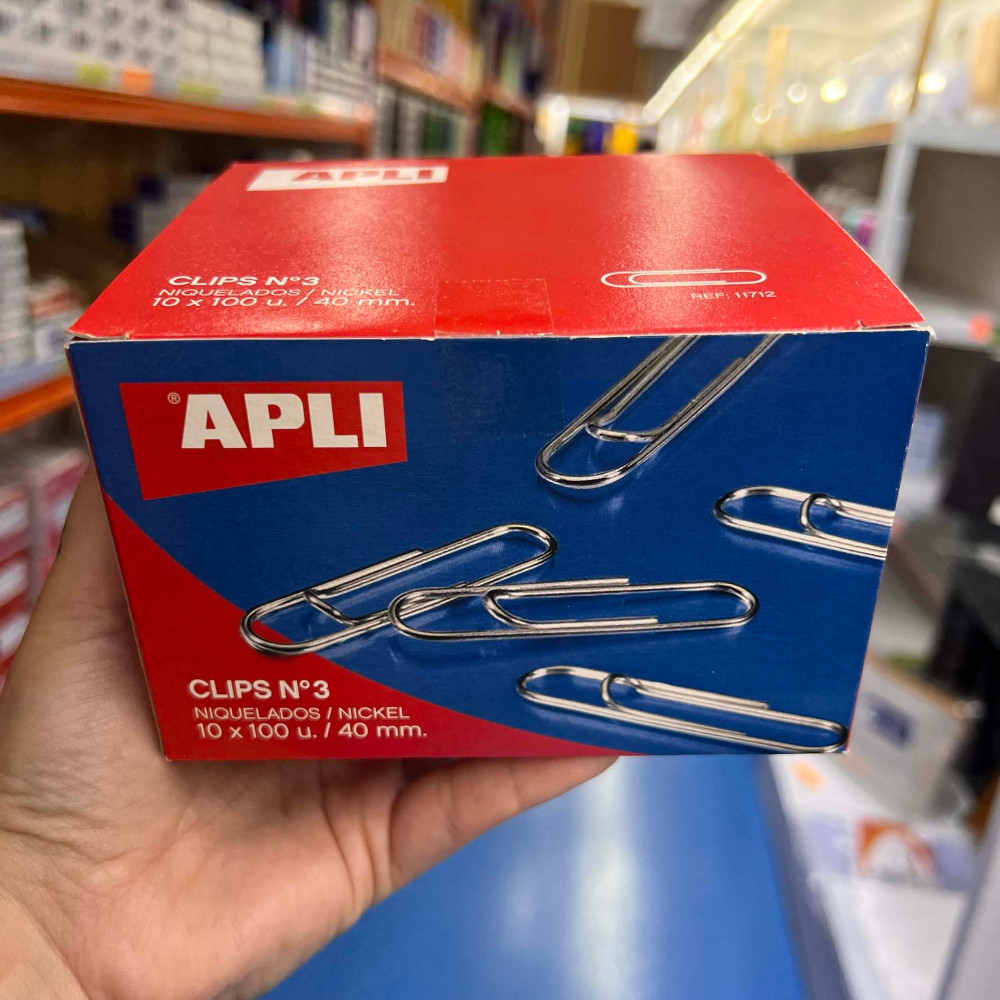 APLI
CLIPS Nº3
NIQUELADOS / NICKEL
10 x 100 u. / 40 mm.
REF: 11712
® APLI
CLIPS Nº3
NIQUELADOS / NICKEL
10 x 100 u. / 40 mm.